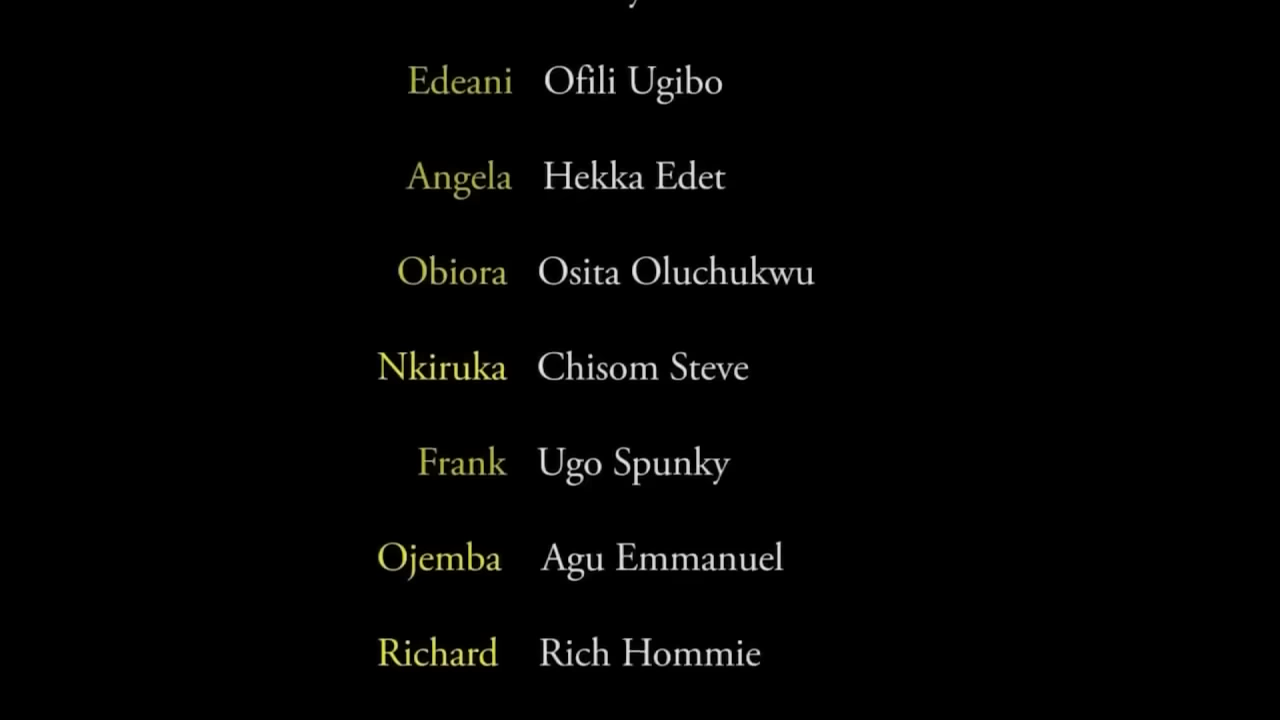 Edeani Ofili Ugibo
Angela Hekka Edet
Obiora Osita Oluchukwu
Nkiruka Chisom Steve
Frank Ugo Spunky
Ojemba Agu Emmanuel
Richard Rich Hommie